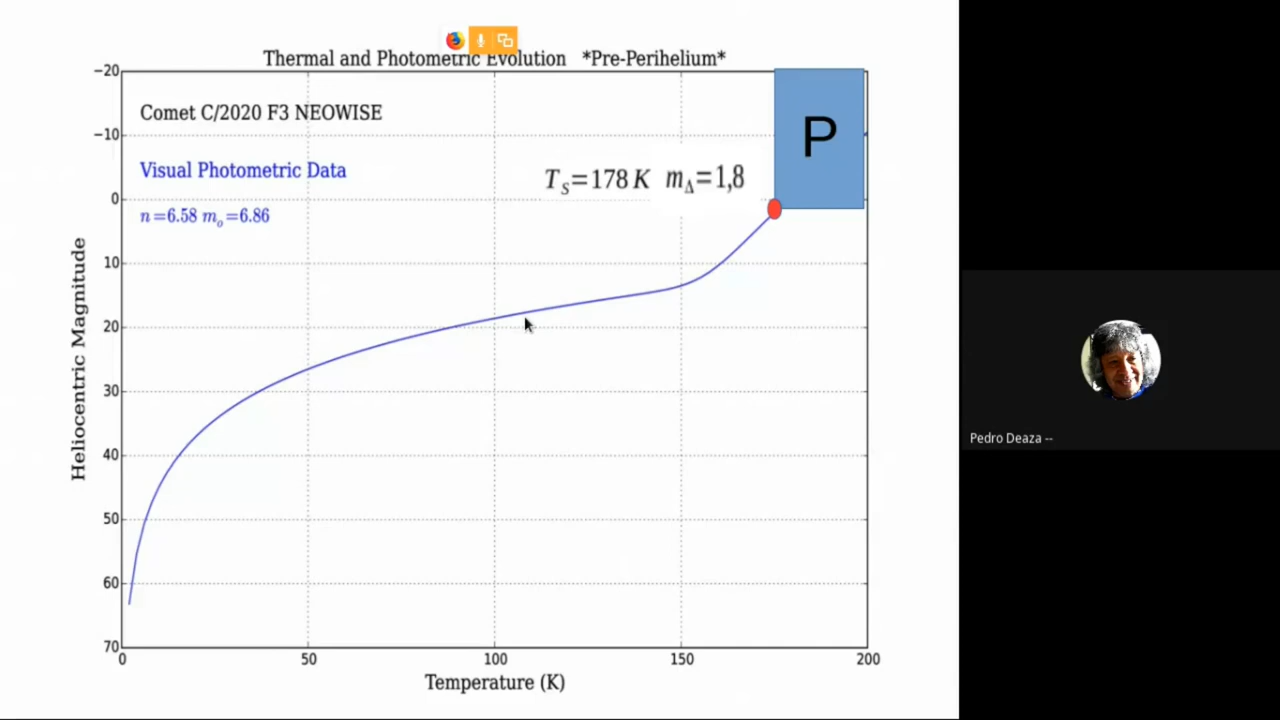 Thermal and Photometric Evolution *Pre-Perihelium*
Comet C/2020 F3 NEOWISE
Visual Photometric Data
n=6.58 mₒ=6.86
T_S=178 K m_Δ=1,8
P
Heliocentric Magnitude
−20
−10
0
10
20
30
40
50
60
70
0 50 100 150 200
Temperature (K)
Pedro Deaza --